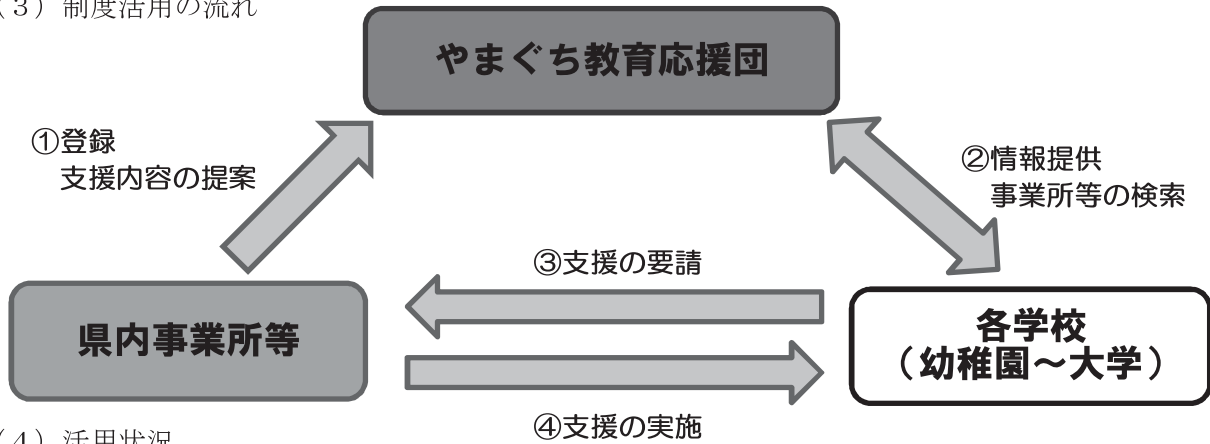 （３）制度活用の流れ
やまぐち教育応援団
①登録
支援内容の提案
②情報提供
事業所等の検索
③支援の要請
県内事業所等
各学校
（幼稚園～大学）
④支援の実施
（４）活用状況